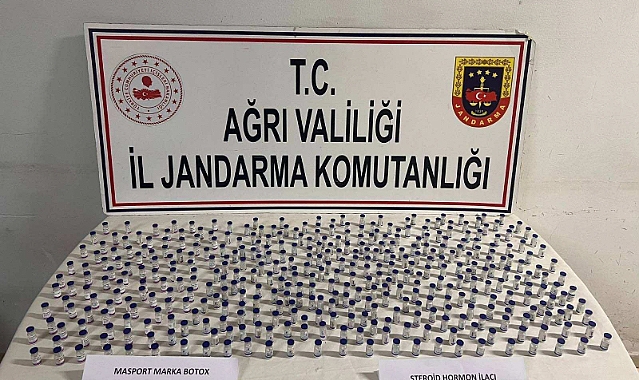 T.C.
AĞRI VALİLİĞİ
İL JANDARMA KOMUTANLIĞI
JANDARMA
MASPORT MARKA BOTOX
STEROİD HORMON İLACI